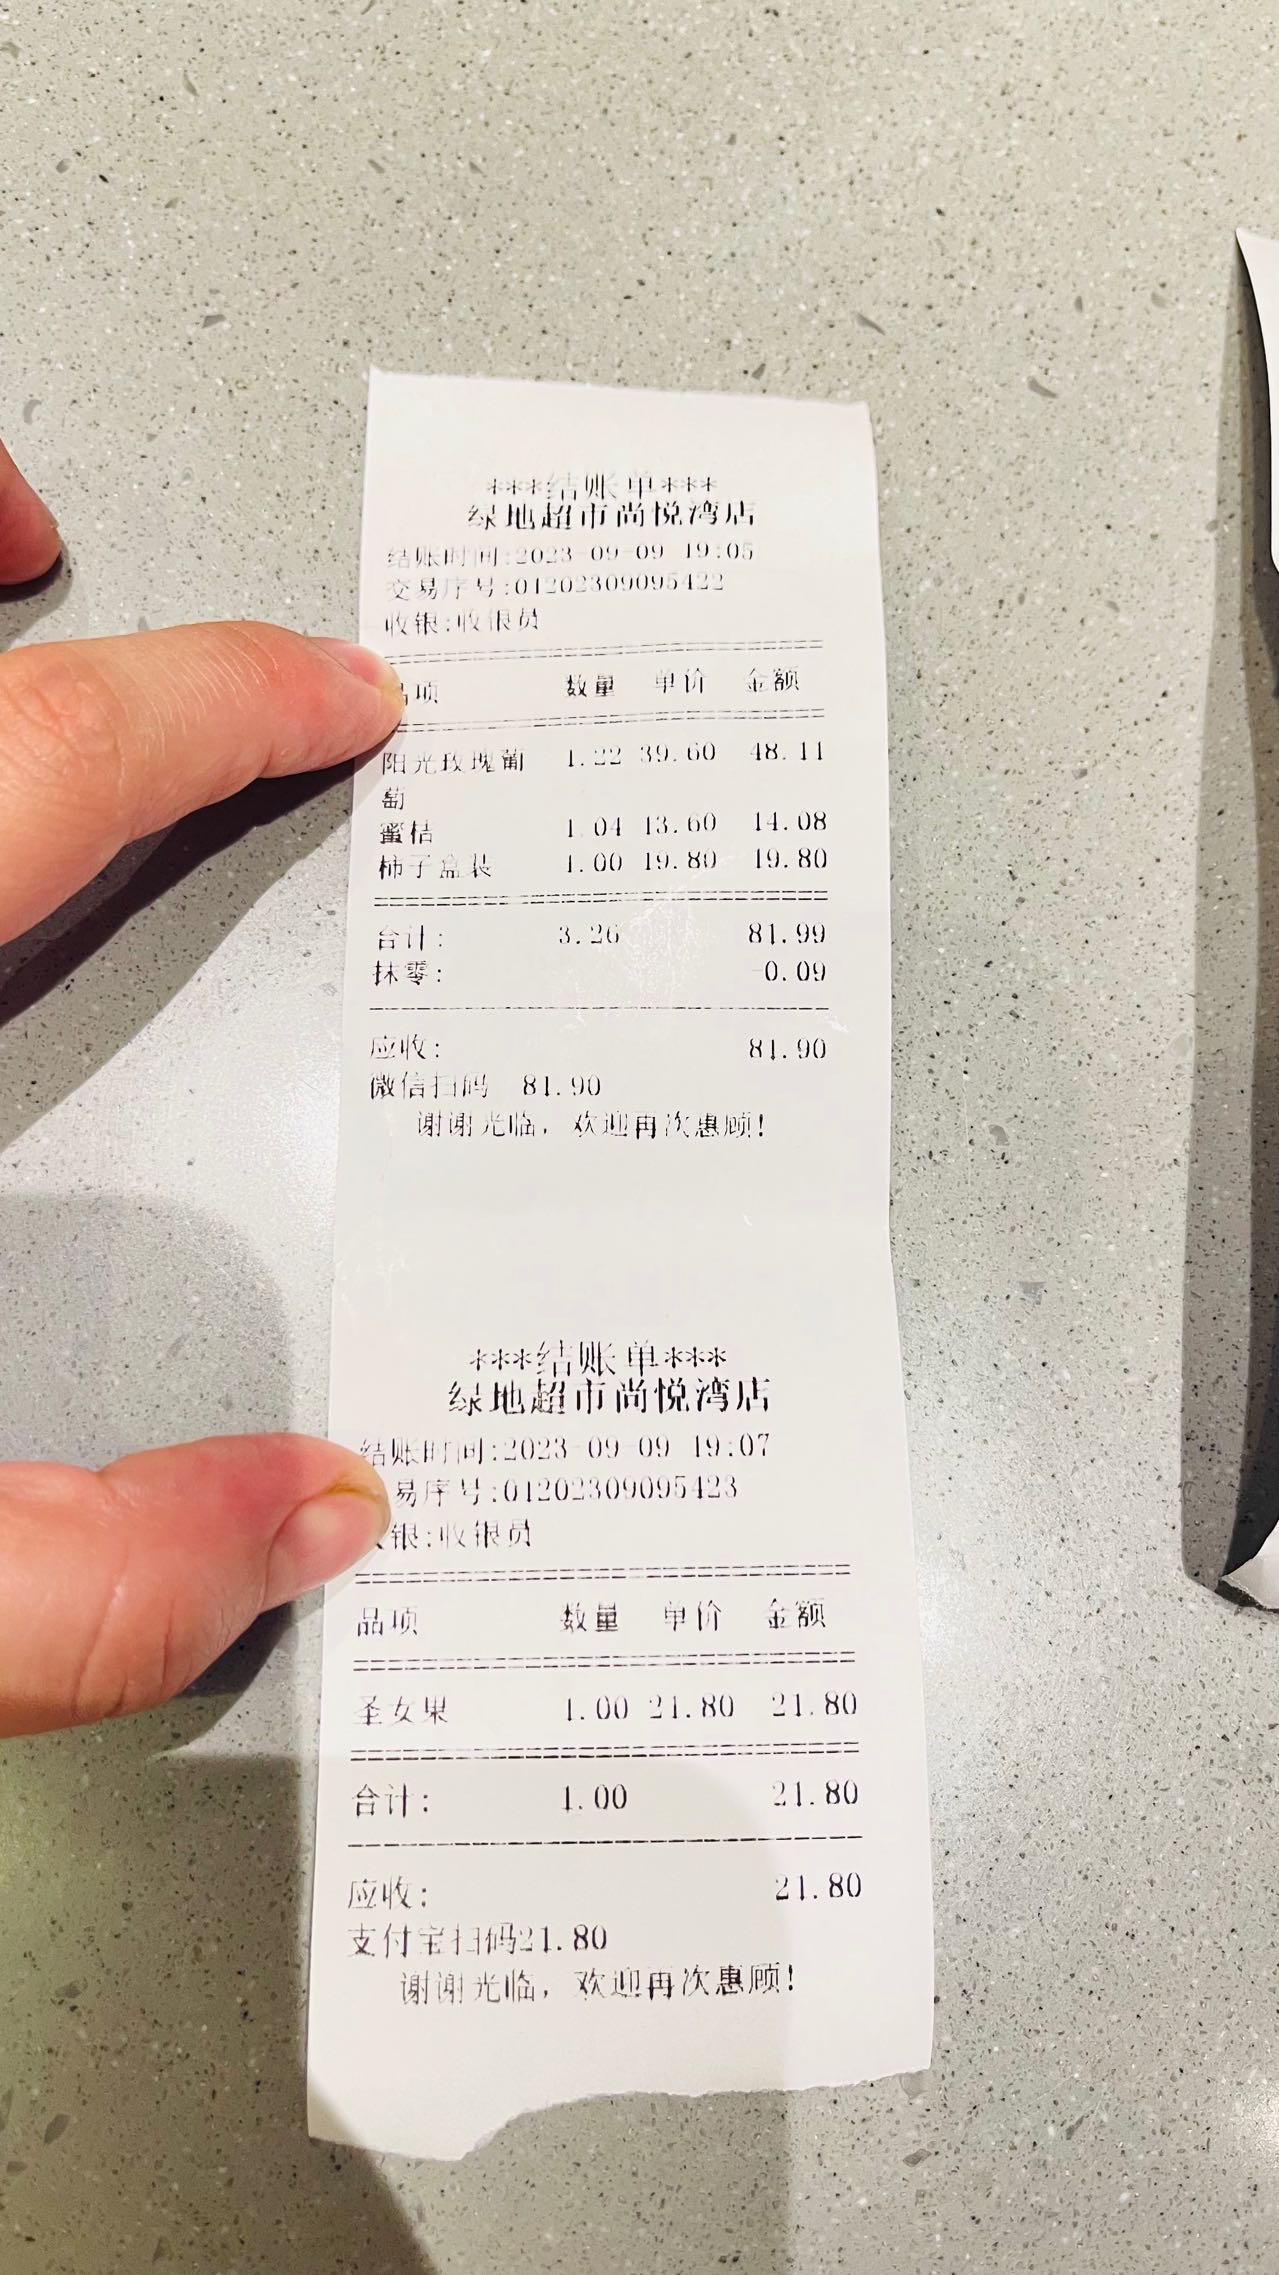 ***结账单***
绿地超市尚悦湾店
结账时间:2023-09-09 19:05
交易序号:01202309095422
收银:收银员
品项 数量 单价 金额
阳光玫瑰葡 1.22 39.60 48.11
萄
蜜桔 1.04 13.60 14.08
柿子盒装 1.00 19.80 19.80
合计: 3.26 81.99
抹零: -0.09
应收: 81.90
微信扫码 81.90
谢谢光临，欢迎再次惠顾!
***结账单***
绿地超市尚悦湾店
结账时间:2023-09-09 19:07
易序号:01202309095423
银:收银员
品项 数量 单价 金额
圣女果 1.00 21.80 21.80
合计: 1.00 21.80
应收: 21.80
支付宝扫码21.80
谢谢光临，欢迎再次惠顾!